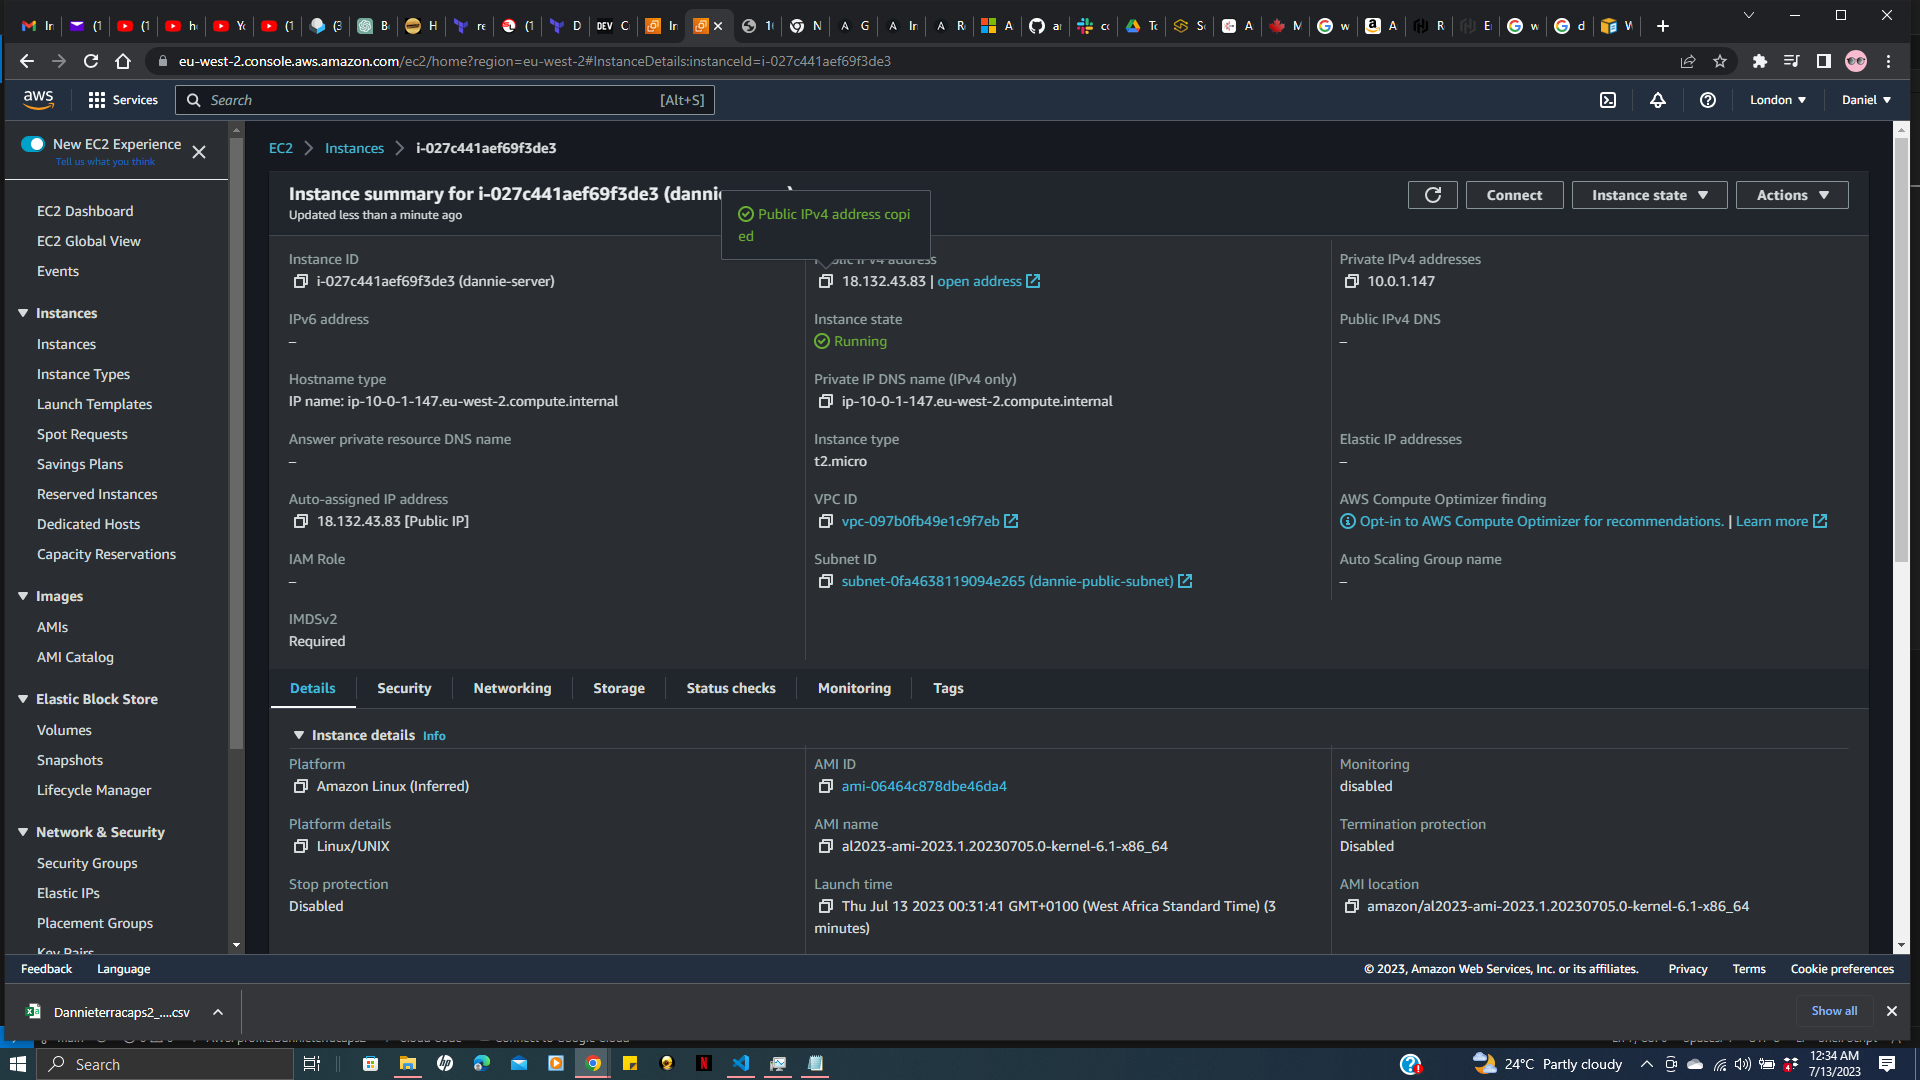 eu-west-2.console.aws.amazon.com/ec2/home?region=eu-west-2#InstanceDetails:instanceId=i-027c441aef69f3de3
aws
Services
Search
[Alt+S]
London
Daniel
New EC2 Experience
Tell us what you think
EC2 Dashboard
EC2 Global View
Events
Instances
Instances
Instance Types
Launch Templates
Spot Requests
Savings Plans
Reserved Instances
Dedicated Hosts
Capacity Reservations
Images
AMIs
AMI Catalog
Elastic Block Store
Volumes
Snapshots
Lifecycle Manager
Network & Security
Security Groups
Elastic IPs
Placement Groups
Key Pairs
EC2
Instances
i-027c441aef69f3de3
Instance summary for i-027c441aef69f3de3
Updated less than a minute ago
Public IPv4 address copi
ed
Connect
Instance state
Actions
Instance ID
i-027c441aef69f3de3 (dannie-server)
Public IPv4 address
18.132.43.83 | open address
Private IPv4 addresses
10.0.1.147
IPv6 address
–
Instance state
Running
Public IPv4 DNS
–
Hostname type
IP name: ip-10-0-1-147.eu-west-2.compute.internal
Private IP DNS name (IPv4 only)
ip-10-0-1-147.eu-west-2.compute.internal
Answer private resource DNS name
–
Instance type
t2.micro
Elastic IP addresses
–
Auto-assigned IP address
18.132.43.83 [Public IP]
VPC ID
vpc-097b0fb49e1c9f7eb
AWS Compute Optimizer finding
Opt-in to AWS Compute Optimizer for recommendations. | Learn more
IAM Role
–
Subnet ID
subnet-0fa4638119094e265 (dannie-public-subnet)
Auto Scaling Group name
–
IMDSv2
Required
Details
Security
Networking
Storage
Status checks
Monitoring
Tags
Instance details Info
Platform
Amazon Linux (Inferred)
AMI ID
ami-06464c878dbe46da4
Monitoring
disabled
Platform details
Linux/UNIX
AMI name
al2023-ami-2023.1.20230705.0-kernel-6.1-x86_64
Termination protection
Disabled
Stop protection
Disabled
Launch time
Thu Jul 13 2023 00:31:41 GMT+0100 (West Africa Standard Time) (3
minutes)
AMI location
amazon/al2023-ami-2023.1.20230705.0-kernel-6.1-x86_64
Feedback
Language
© 2023, Amazon Web Services, Inc. or its affiliates.
Privacy
Terms
Cookie preferences
Dannieterracaps2_....csv
Show all
Search
24°C Partly cloudy
12:34 AM
7/13/2023